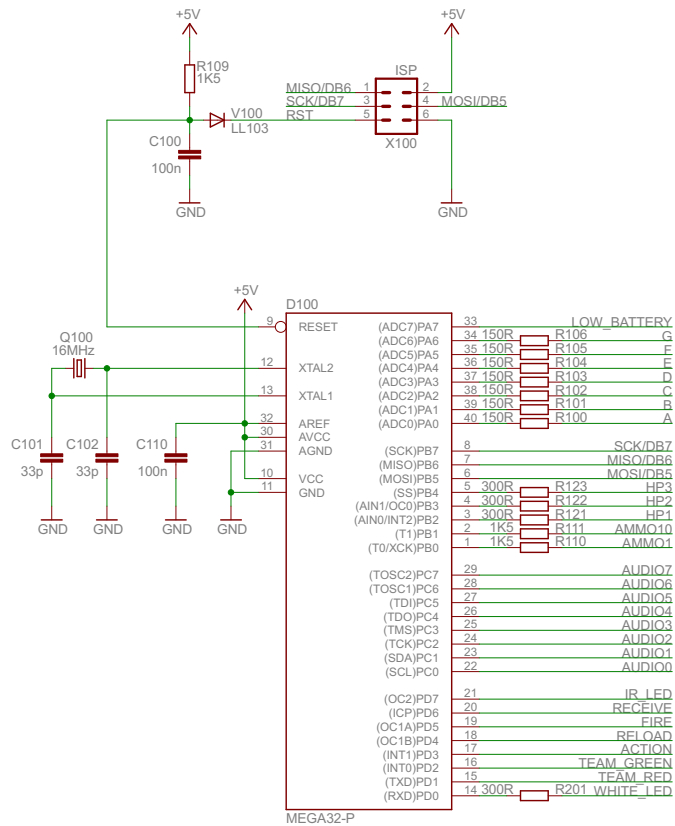 +5V
+5V
R109
1K5
ISP
MISO/DB6 1 2
SCK/DB7 3 4 MOSI/DB5
RST 5 6
V100
LL103
X100
C100
100n
GND
GND
+5V
D100
9 RESET
Q100
16MHz
12 XTAL2
13 XTAL1
32 AREF
30 AVCC
31 AGND
10 VCC
11 GND
C101
33p
C102
33p
C110
100n
GND
GND
GND
GND
(ADC7)PA7 33 LOW_BATTERY
(ADC6)PA6 34 150R R106 G
(ADC5)PA5 35 150R R105 F
(ADC4)PA4 36 150R R104 E
(ADC3)PA3 37 150R R103 D
(ADC2)PA2 38 150R R102 C
(ADC1)PA1 39 150R R101 B
(ADC0)PA0 40 150R R100 A
(SCK)PB7 8 SCK/DB7
(MISO)PB6 7 MISO/DB6
(MOSI)PB5 6 MOSI/DB5
(SS)PB4 5 300R R123 HP3
(AIN1/OC0)PB3 4 300R R122 HP2
(AIN0/INT2)PB2 3 300R R121 HP1
(T1)PB1 2 1K5 R111 AMMO10
(T0/XCK)PB0 1 1K5 R110 AMMO1
(TOSC2)PC7 29 AUDIO7
(TOSC1)PC6 28 AUDIO6
(TDI)PC5 27 AUDIO5
(TDO)PC4 26 AUDIO4
(TMS)PC3 25 AUDIO3
(TCK)PC2 24 AUDIO2
(SDA)PC1 23 AUDIO1
(SCL)PC0 22 AUDIO0
(OC2)PD7 21 IR_LED
(ICP)PD6 20 RECEIVE
(OC1A)PD5 19 FIRE
(OC1B)PD4 18 RELOAD
(INT1)PD3 17 ACTION
(INT0)PD2 16 TEAM_GREEN
(TXD)PD1 15 TEAM_RED
(RXD)PD0 14 300R R201 WHITE_LED
MEGA32-P